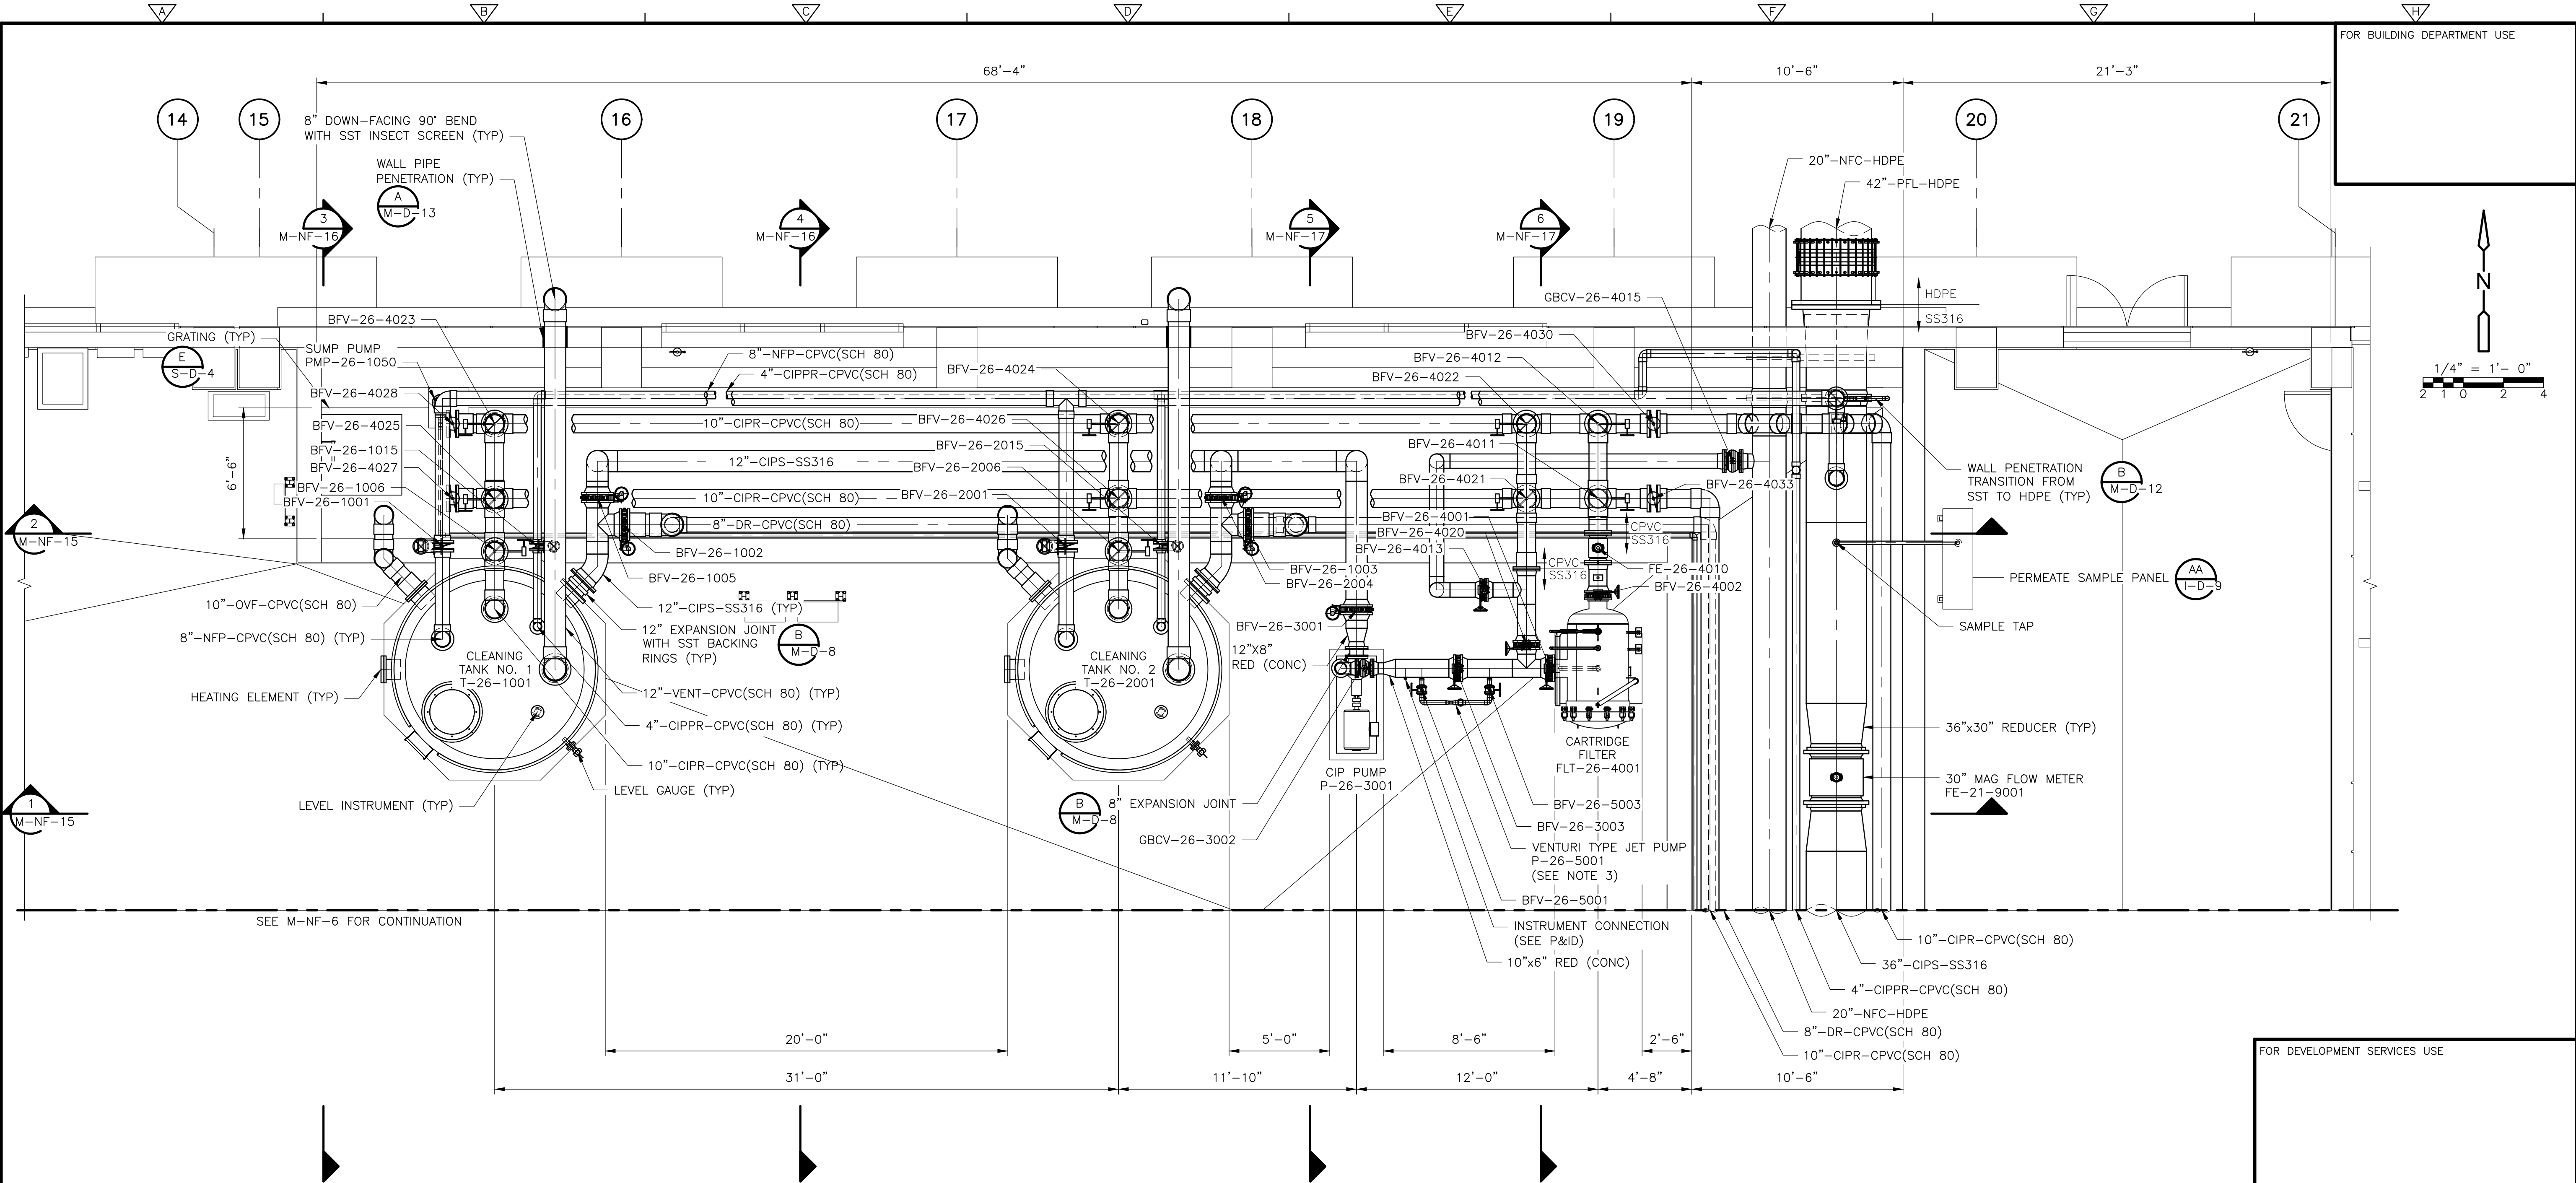 A
B
C
D
E
F
G
H
FOR BUILDING DEPARTMENT USE
68'-4"
10'-6"
21'-3"
14
15
16
17
18
19
20
21
8" DOWN-FACING 90° BEND
WITH SST INSECT SCREEN (TYP)
WALL PIPE
PENETRATION (TYP)
A
M-D-13
3
M-NF-16
4
M-NF-16
5
M-NF-17
6
M-NF-17
20"-NFC-HDPE
42"-PFL-HDPE
N
1/4" = 1'- 0"
2 1 0 2 4
HDPE
SS316
GBCV-26-4015
BFV-26-4023
GRATING (TYP)
E
S-D-4
SUMP PUMP
PMP-26-1050
BFV-26-4028
BFV-26-4025
BFV-26-1015
BFV-26-4027
BFV-26-1006
BFV-26-1001
6'-6"
8"-NFP-CPVC(SCH 80)
4"-CIPPR-CPVC(SCH 80)
BFV-26-4024
10"-CIPR-CPVC(SCH 80)
BFV-26-4026
BFV-26-2015
12"-CIPS-SS316
BFV-26-2006
10"-CIPR-CPVC(SCH 80)
BFV-26-2001
8"-DR-CPVC(SCH 80)
BFV-26-4030
BFV-26-4012
BFV-26-4022
BFV-26-4011
BFV-26-4021
BFV-26-4033
BFV-26-4001
BFV-26-4020
BFV-26-4013
CPVC
SS316
CPVC
SS316
FE-26-4010
BFV-26-4002
WALL PENETRATION
TRANSITION FROM
SST TO HDPE (TYP)
B
M-D-12
2
M-NF-15
BFV-26-1002
BFV-26-1005
BFV-26-1003
BFV-26-2004
10"-OVF-CPVC(SCH 80)
8"-NFP-CPVC(SCH 80) (TYP)
12"-CIPS-SS316 (TYP)
12" EXPANSION JOINT
WITH SST BACKING
RINGS (TYP)
B
M-D-8
BFV-26-3001
12"X8"
RED (CONC)
PERMEATE SAMPLE PANEL
AA
I-D-9
SAMPLE TAP
CLEANING
TANK NO. 1
T-26-1001
CLEANING
TANK NO. 2
T-26-2001
HEATING ELEMENT (TYP)
12"-VENT-CPVC(SCH 80) (TYP)
4"-CIPPR-CPVC(SCH 80) (TYP)
10"-CIPR-CPVC(SCH 80) (TYP)
LEVEL GAUGE (TYP)
LEVEL INSTRUMENT (TYP)
1
M-NF-15
CIP PUMP
P-26-3001
CARTRIDGE
FILTER
FLT-26-4001
36"x30" REDUCER (TYP)
30" MAG FLOW METER
FE-21-9001
B
M-D-8
8" EXPANSION JOINT
GBCV-26-3002
BFV-26-5003
BFV-26-3003
VENTURI TYPE JET PUMP
P-26-5001
(SEE NOTE 3)
BFV-26-5001
INSTRUMENT CONNECTION
(SEE P&ID)
10"x6" RED (CONC)
SEE M-NF-6 FOR CONTINUATION
10"-CIPR-CPVC(SCH 80)
36"-CIPS-SS316
4"-CIPPR-CPVC(SCH 80)
20"-NFC-HDPE
8"-DR-CPVC(SCH 80)
10"-CIPR-CPVC(SCH 80)
20'-0"
5'-0"
8'-6"
2'-6"
31'-0"
11'-10"
12'-0"
4'-8"
10'-6"
FOR DEVELOPMENT SERVICES USE